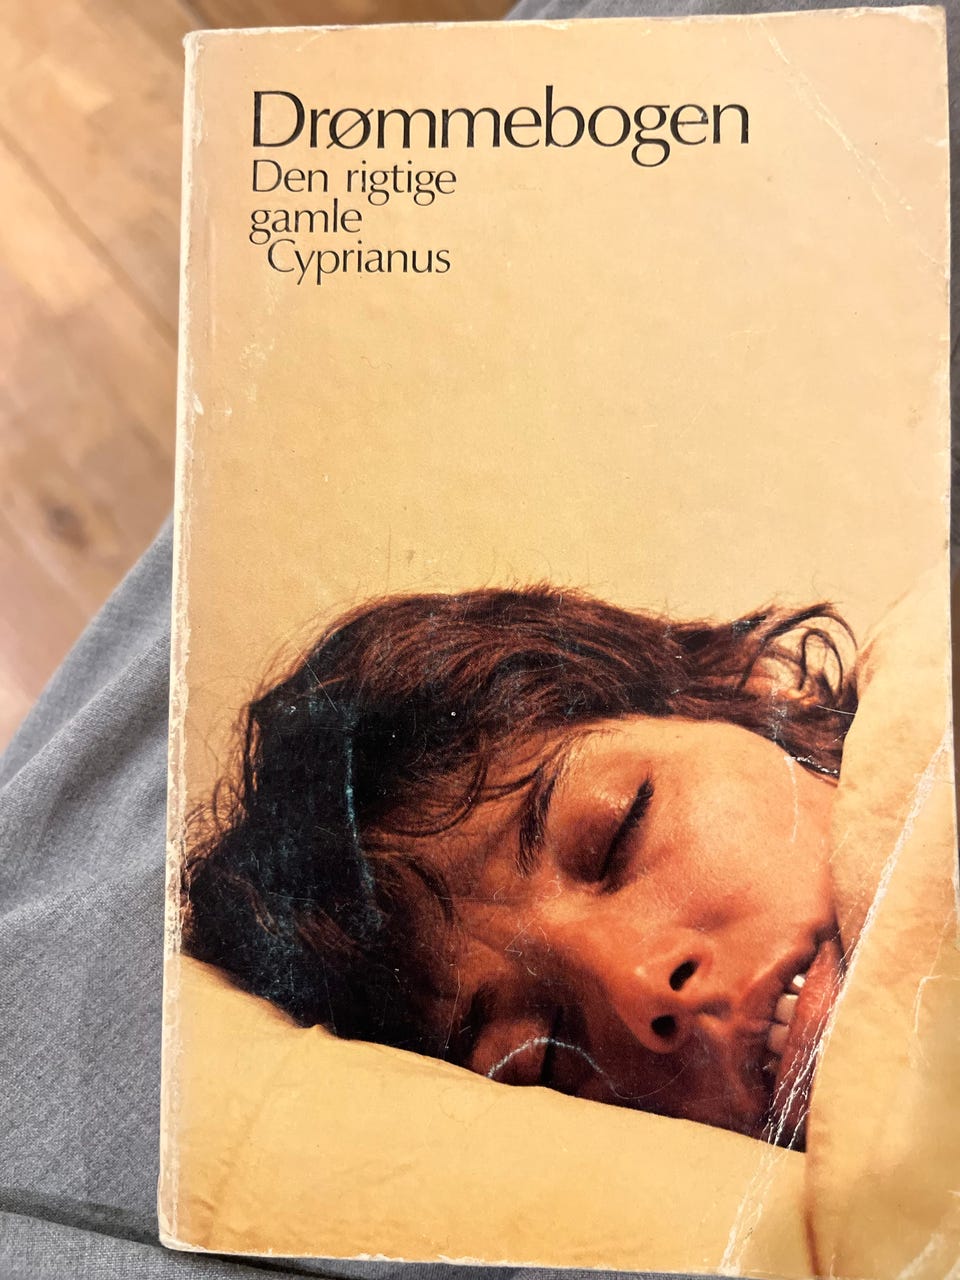 Drømmebogen
Den rigtige
gamle
Cyprianus